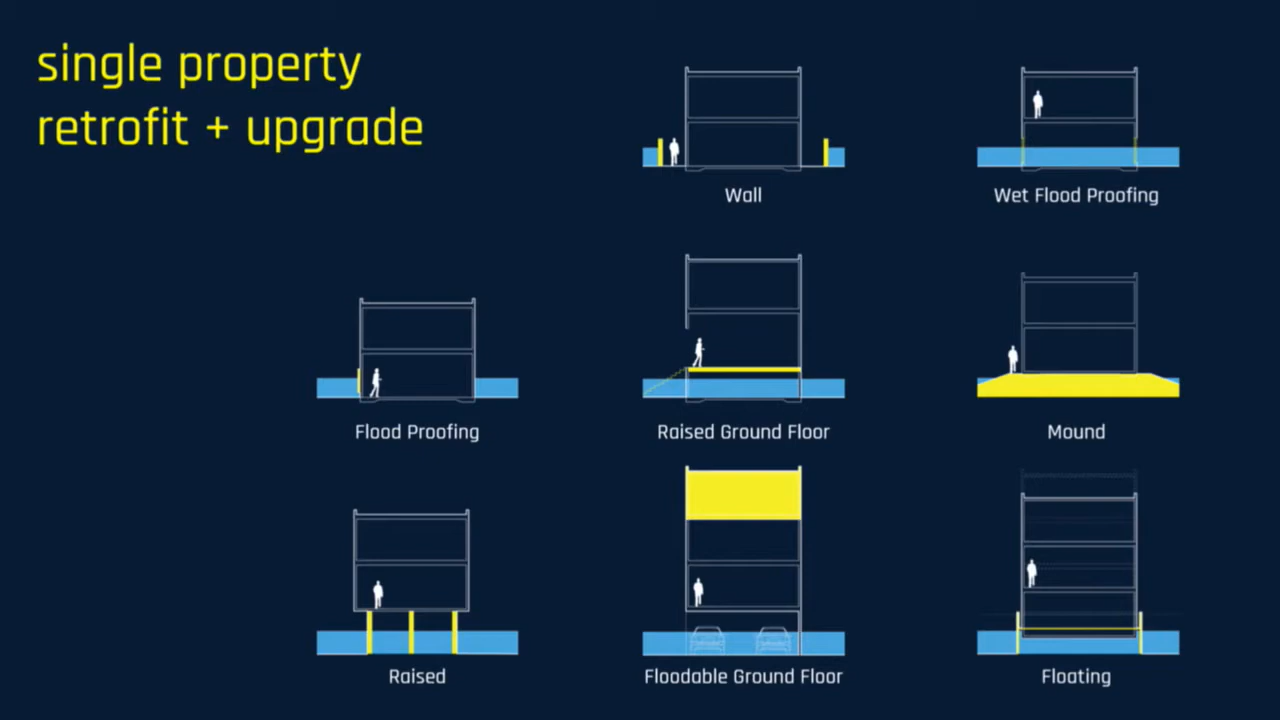 single property
retrofit + upgrade
Wall
Wet Flood Proofing
Flood Proofing
Raised Ground Floor
Mound
Raised
Floodable Ground Floor
Floating